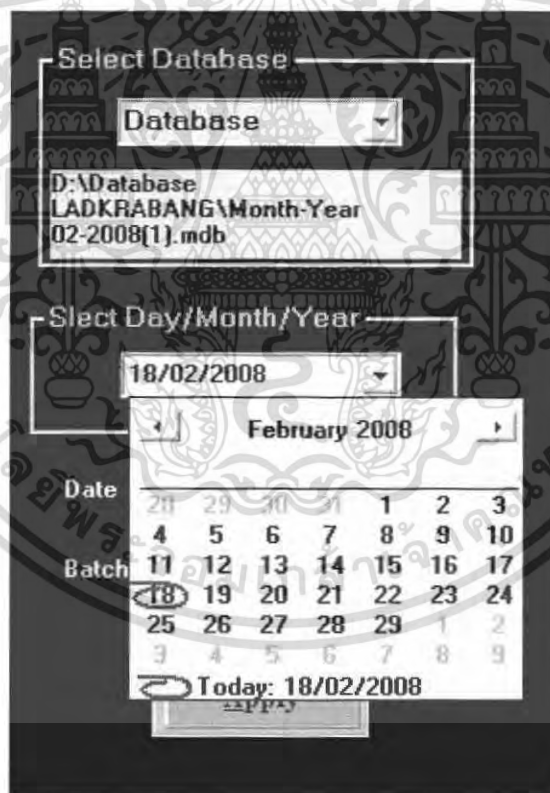 Select Database
Database
D:\Database
LADKRABANG\Month-Year
02-2008(1).mdb
Slect Day/Month/Year
18/02/2008
February 2008
Date
28 29 30 31 1 2 3
4 5 6 7 8 9 10
Batch
11 12 13 14 15 16 17
18 19 20 21 22 23 24
25 26 27 28 29 1 2
3 4 5 6 7 8 9
Today: 18/02/2008
Apply